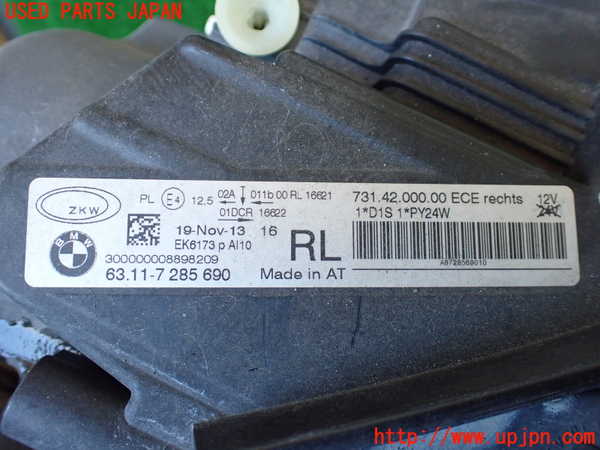 USED PARTS JAPAN
ZKW
PL E4 12.5 02A 011b 00 RL 16621
01DCR 16622
731.42.000.00 ECE rechts 12V
1*D1S 1*PY24W 24V
19-Nov-13 16
EK6173 p AI10
RL
BMW
300000008898209
63.11-7 285 690 Made in AT
A8728569010
http://www.upjpn.com/